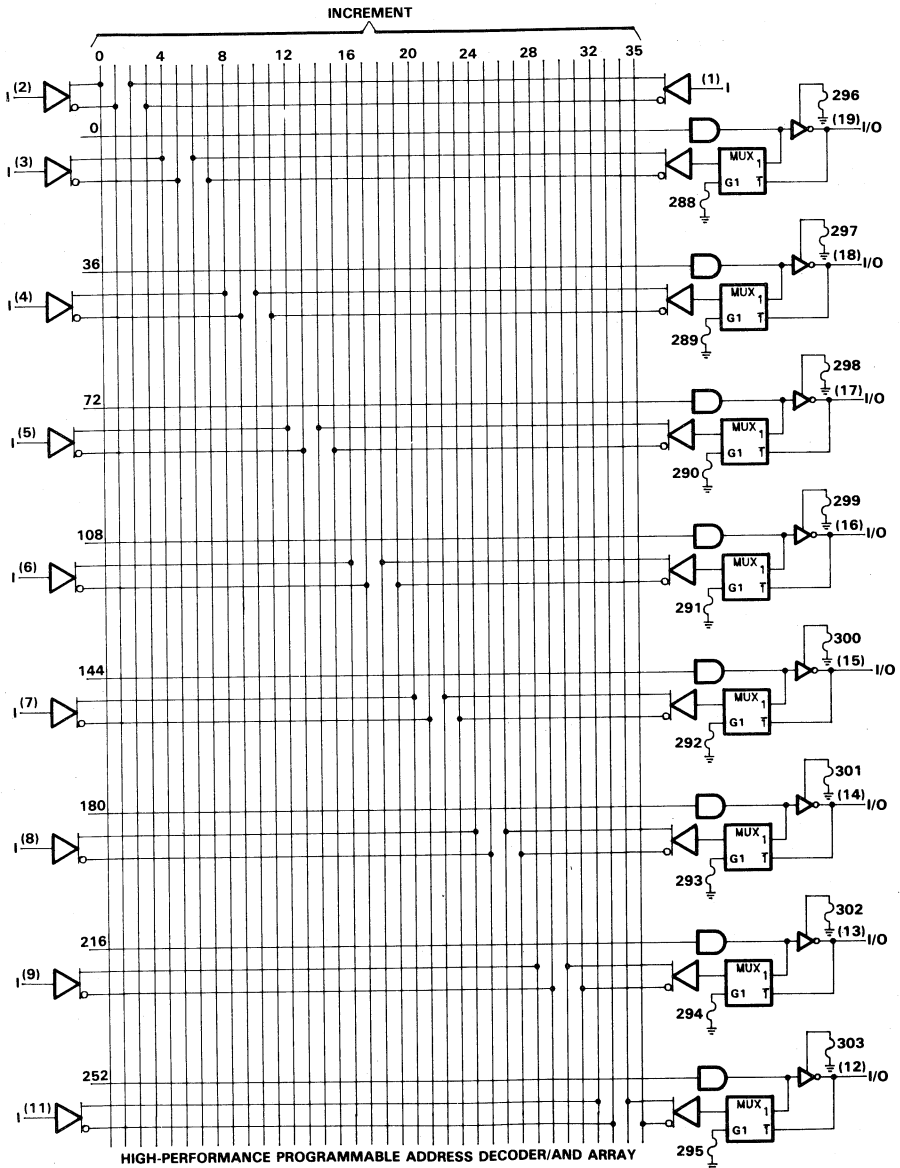 INCREMENT
0 4 8 12 16 20 24 28 32 35
I (2) (1) I
296
0 (19) I/O
I (3) MUX 1
G1 1
288
297
36 (18) I/O
I (4) MUX 1
G1 1
289
298
72 (17) I/O
I (5) MUX 1
G1 1
290
299
108 (16) I/O
I (6) MUX 1
G1 1
291
300
144 (15) I/O
I (7) MUX 1
G1 1
292
301
180 (14) I/O
I (8) MUX 1
G1 1
293
302
216 (13) I/O
I (9) MUX 1
G1 1
294
303
252 (12) I/O
I (11) MUX 1
G1 1
295
HIGH-PERFORMANCE PROGRAMMABLE ADDRESS DECODER/AND ARRAY